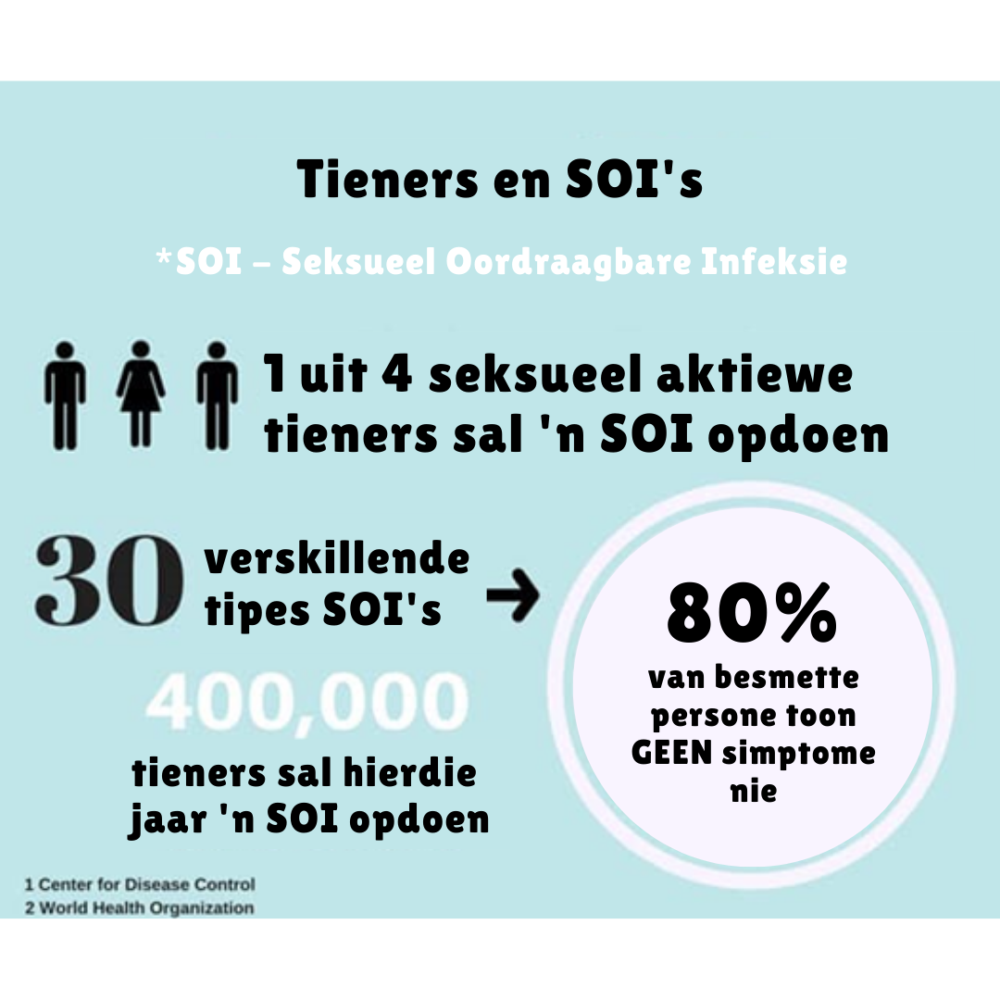 Tieners en SOI's
*SOI – Seksueel Oordraagbare Infeksie
1 uit 4 seksueel aktiewe
tieners sal 'n SOI opdoen
30
verskillende
tipes SOI's
400,000
tieners sal hierdie
jaar 'n SOI opdoen
80%
van besmette
persone toon
GEEN simptome
nie
1 Center for Disease Control
2 World Health Organization